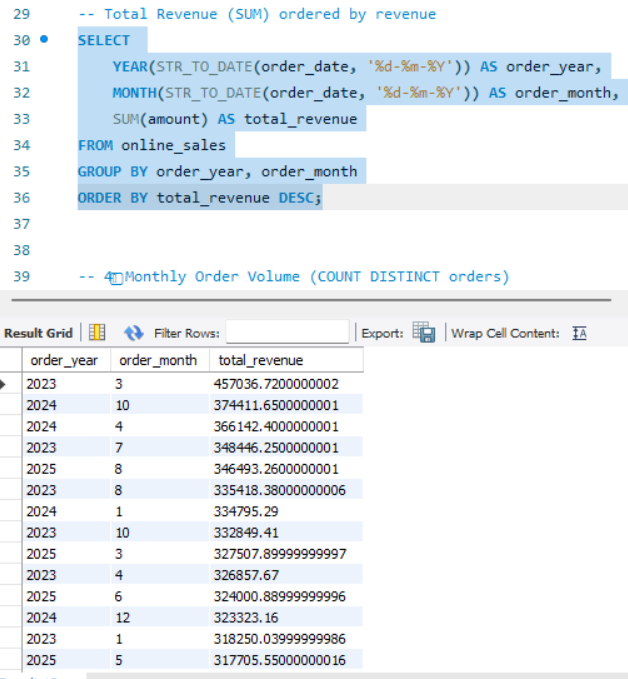 29 -- Total Revenue (SUM) ordered by revenue
30 SELECT
31 YEAR(STR_TO_DATE(order_date, '%d-%m-%Y')) AS order_year,
32 MONTH(STR_TO_DATE(order_date, '%d-%m-%Y')) AS order_month,
33 SUM(amount) AS total_revenue
34 FROM online_sales
35 GROUP BY order_year, order_month
36 ORDER BY total_revenue DESC;
37
38
39 -- 4. Monthly Order Volume (COUNT DISTINCT orders)
Result Grid Filter Rows: Export: Wrap Cell Content:
order_year order_month total_revenue
2023 3 457036.7200000002
2024 10 374411.6500000001
2024 4 366142.4000000001
2023 7 348446.2500000001
2025 8 346493.2600000001
2023 8 335418.38000000006
2024 1 334795.29
2023 10 332849.41
2025 3 327507.89999999997
2023 4 326857.67
2025 6 324000.88999999996
2024 12 323323.16
2023 1 318250.03999999986
2025 5 317705.55000000016